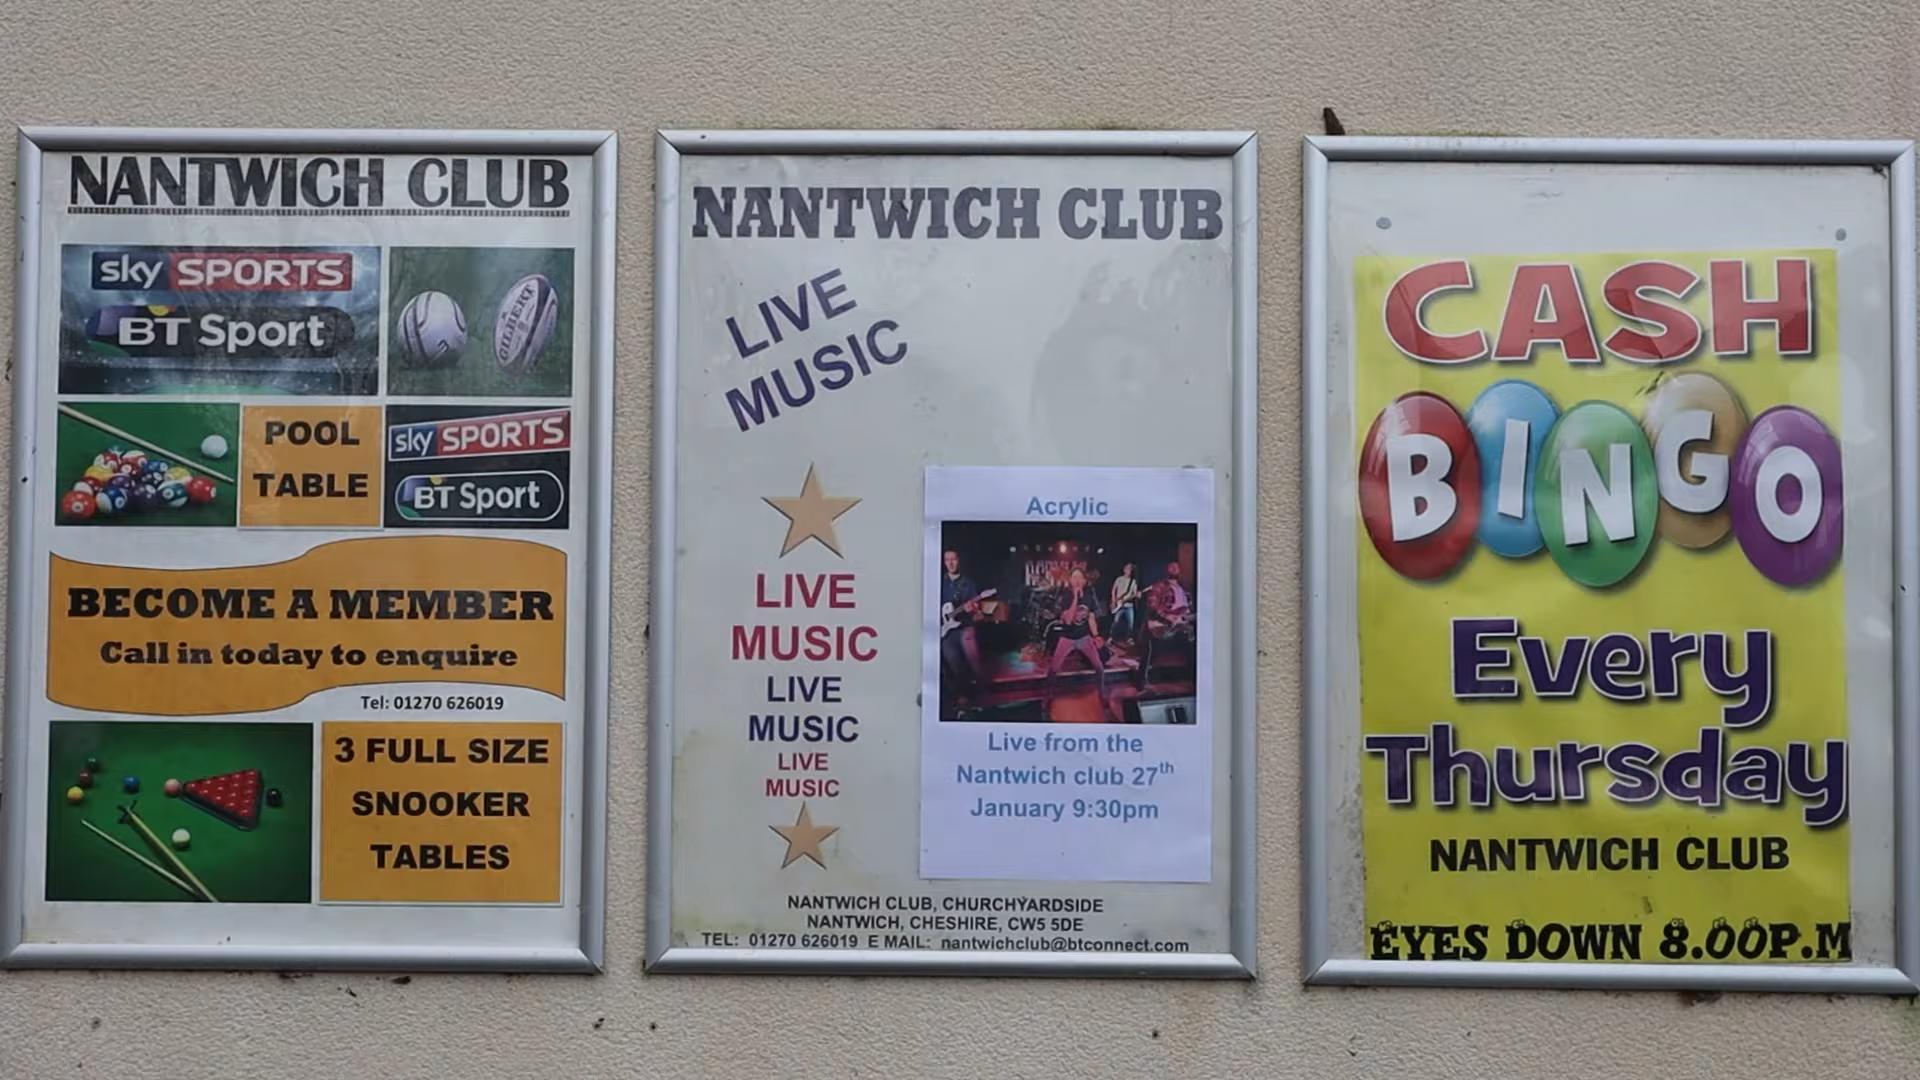 NANTWICH CLUB
sky SPORTS
BT Sport
GILBERT
POOL
TABLE
sky SPORTS
BT Sport
BECOME A MEMBER
Call in today to enquire
Tel: 01270 626019
3 FULL SIZE
SNOOKER
TABLES
NANTWICH CLUB
LIVE
MUSIC
LIVE
MUSIC
LIVE
MUSIC
LIVE
MUSIC
Acrylic
Live from the
Nantwich club 27th
January 9:30pm
NANTWICH CLUB, CHURCHYARDSIDE
NANTWICH, CHESHIRE, CW5 5DE
TEL: 01270 626019 E MAIL: nantwichclub@btconnect.com
CASH
BINGO
Every
Thursday
NANTWICH CLUB
EYES DOWN 8.00P.M